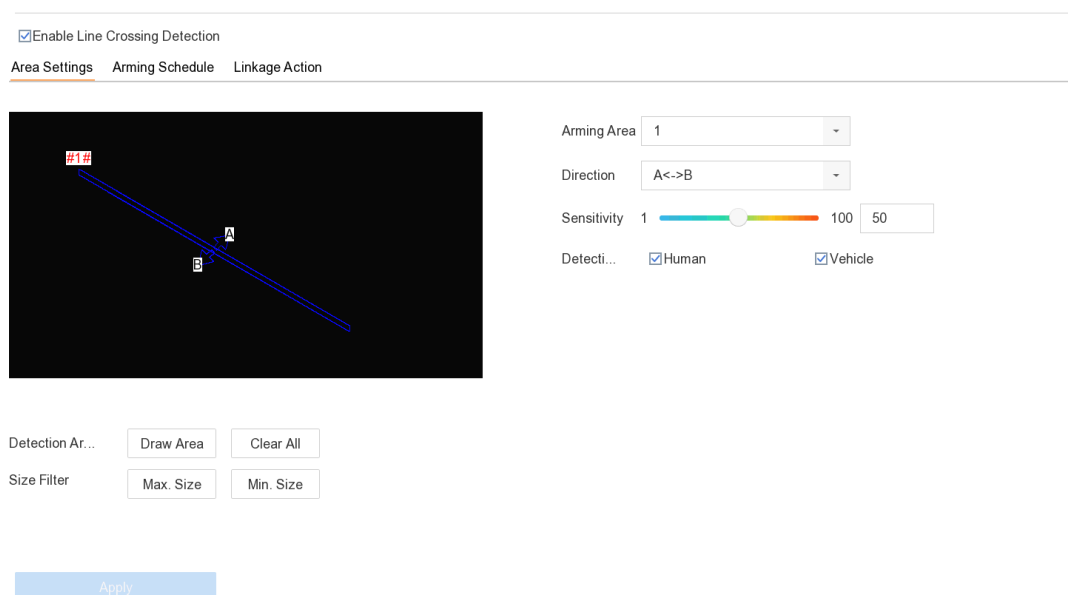 Enable Line Crossing Detection
Area Settings Arming Schedule Linkage Action
#1#
A
B
Arming Area 1
Direction A<->B
Sensitivity 1 100 50
Detecti... Human Vehicle
Detection Ar... Draw Area Clear All
Size Filter Max. Size Min. Size
Apply